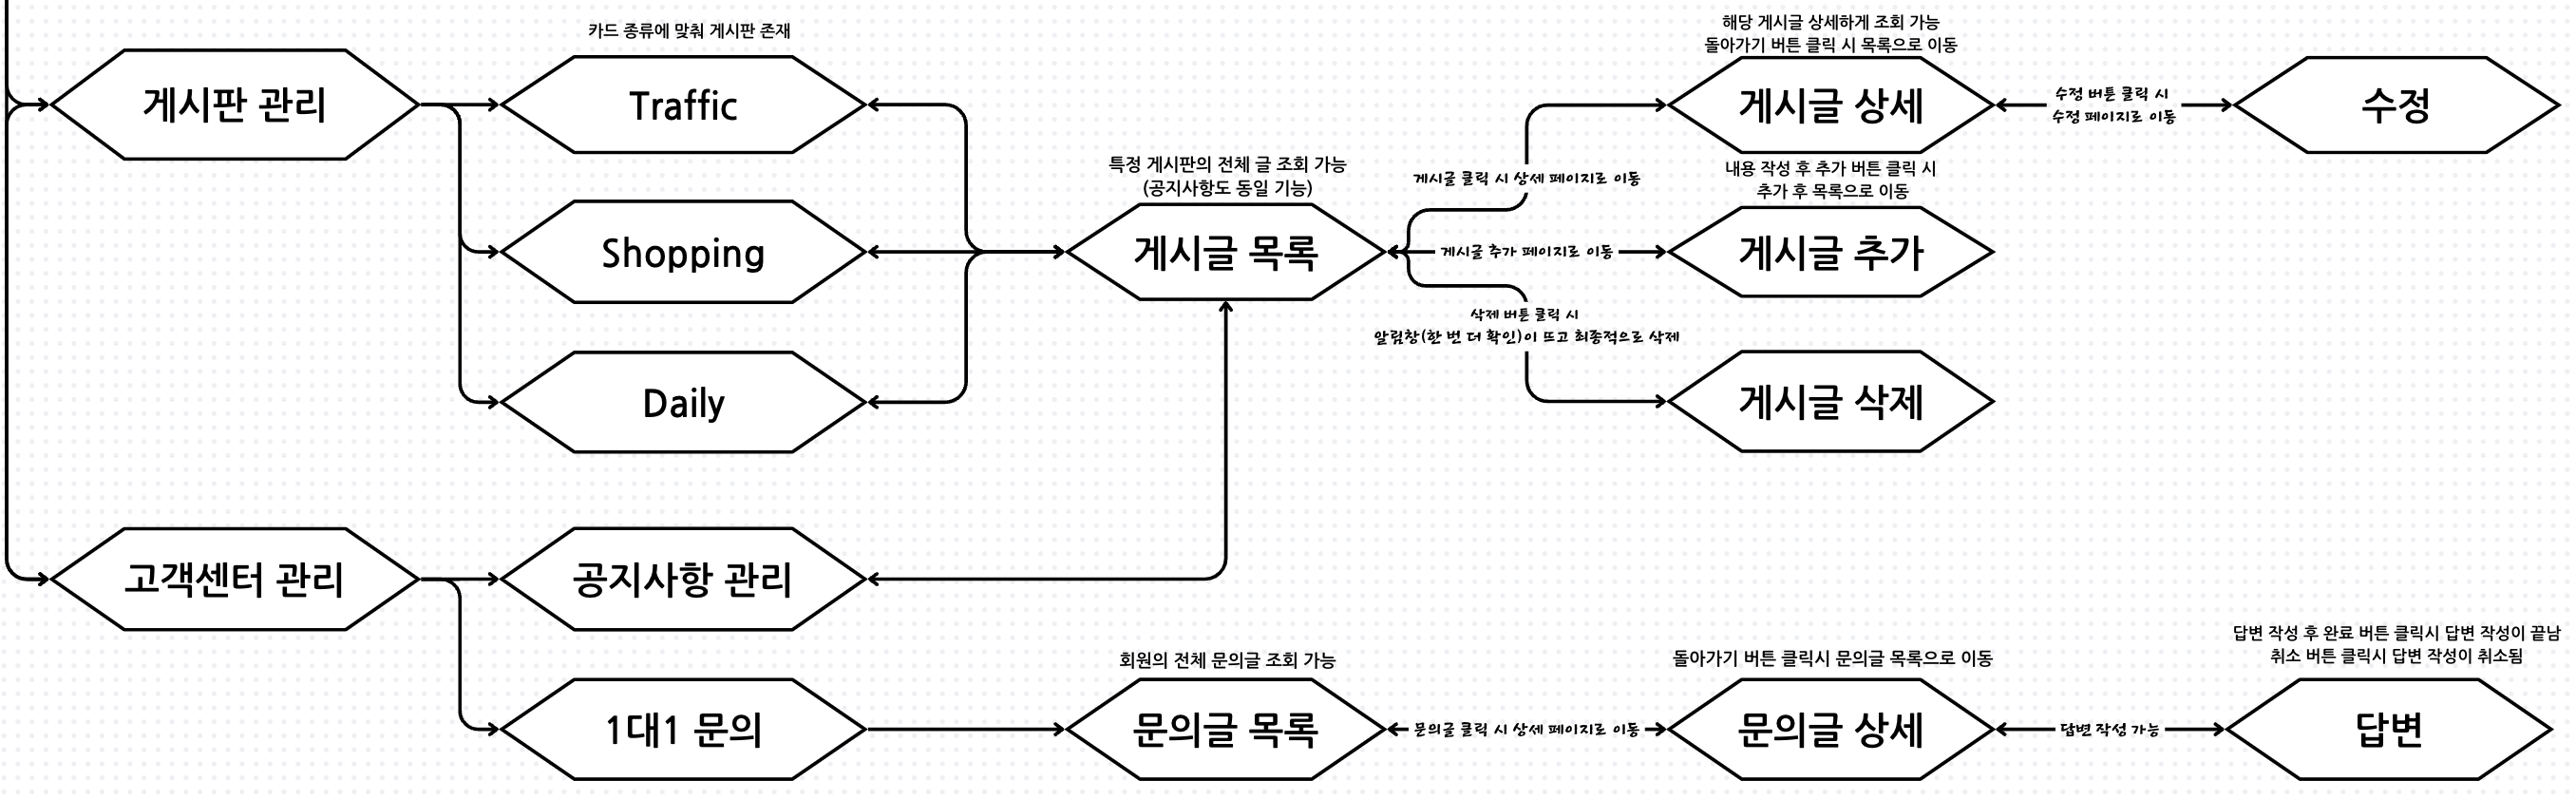 카드 종류에 맞춰 게시판 존재
게시판 관리
Traffic
Shopping
Daily
특정 게시판의 전체 글 조회 가능
(공지사항도 동일 기능)
게시글 목록
게시글 클릭 시 상세 페이지로 이동
게시글 추가 페이지로 이동
삭제 버튼 클릭 시
알림창(한 번 더 확인)이 뜨고 최종적으로 삭제
해당 게시글 상세하게 조회 가능
돌아가기 버튼 클릭 시 목록으로 이동
게시글 상세
수정 버튼 클릭 시
수정 페이지로 이동
수정
내용 작성 후 추가 버튼 클릭 시
추가 후 목록으로 이동
게시글 추가
게시글 삭제
고객센터 관리
공지사항 관리
1대1 문의
회원의 전체 문의글 조회 가능
문의글 목록
문의글 클릭 시 상세 페이지로 이동
돌아가기 버튼 클릭시 문의글 목록으로 이동
문의글 상세
답변 작성 가능
답변 작성 후 완료 버튼 클릭시 답변 작성이 끝남
취소 버튼 클릭시 답변 작성이 취소됨
답변